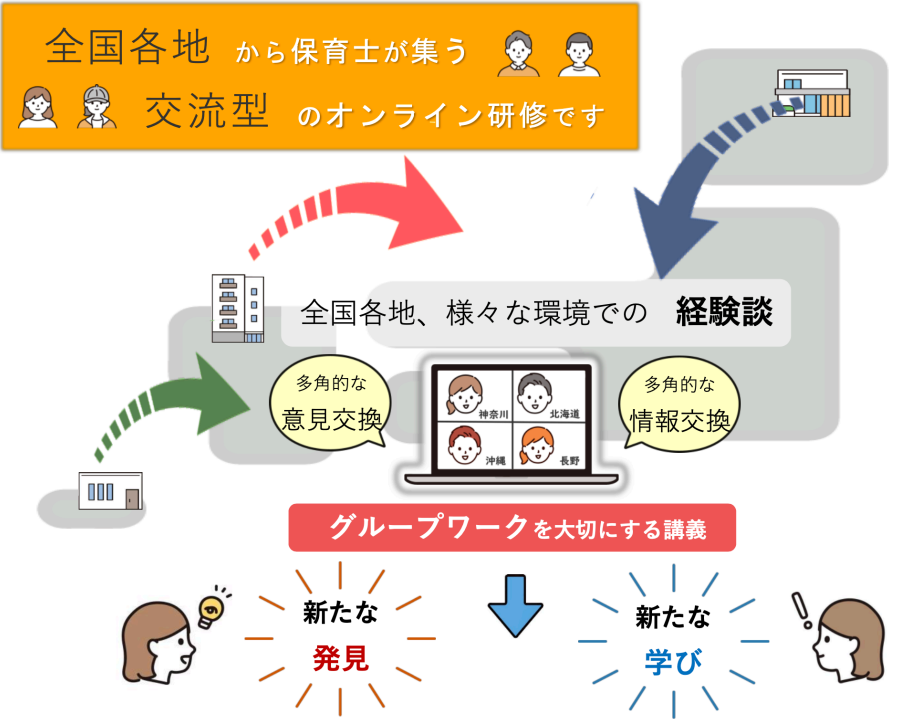 全国各地 から保育士が集う
交流型 のオンライン研修です
全国各地、様々な環境での 経験談
多角的な
意見交換
神奈川
北海道
沖縄
長野
多角的な
情報交換
グループワークを大切にする講義
新たな
発見
新たな
学び